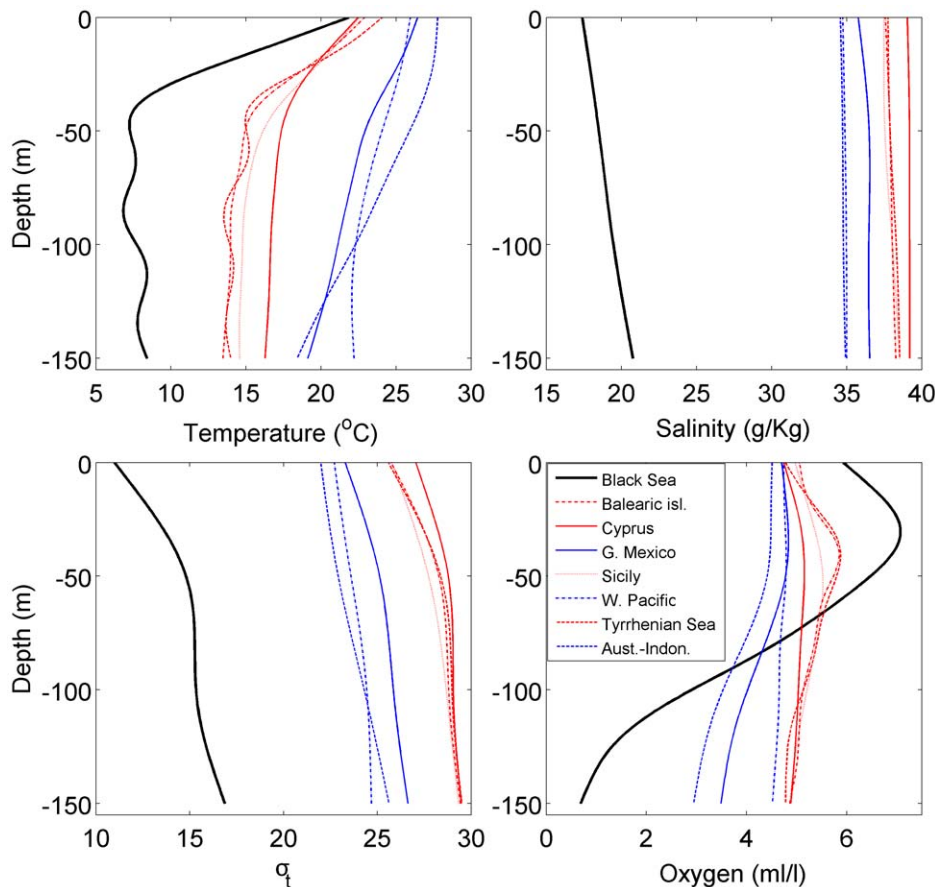 0
-50
-100
-150
Depth (m)
5 10 15 20 25 30
Temperature (°C)
0
-50
-100
-150
15 20 25 30 35 40
Salinity (g/Kg)
0
-50
-100
-150
Depth (m)
10 15 20 25 30
σt
0
-50
-100
-150
Black Sea
Balearic isl.
Cyprus
G. Mexico
Sicily
W. Pacific
Tyrrhenian Sea
Aust.-Indon.
0 2 4 6
Oxygen (ml/l)